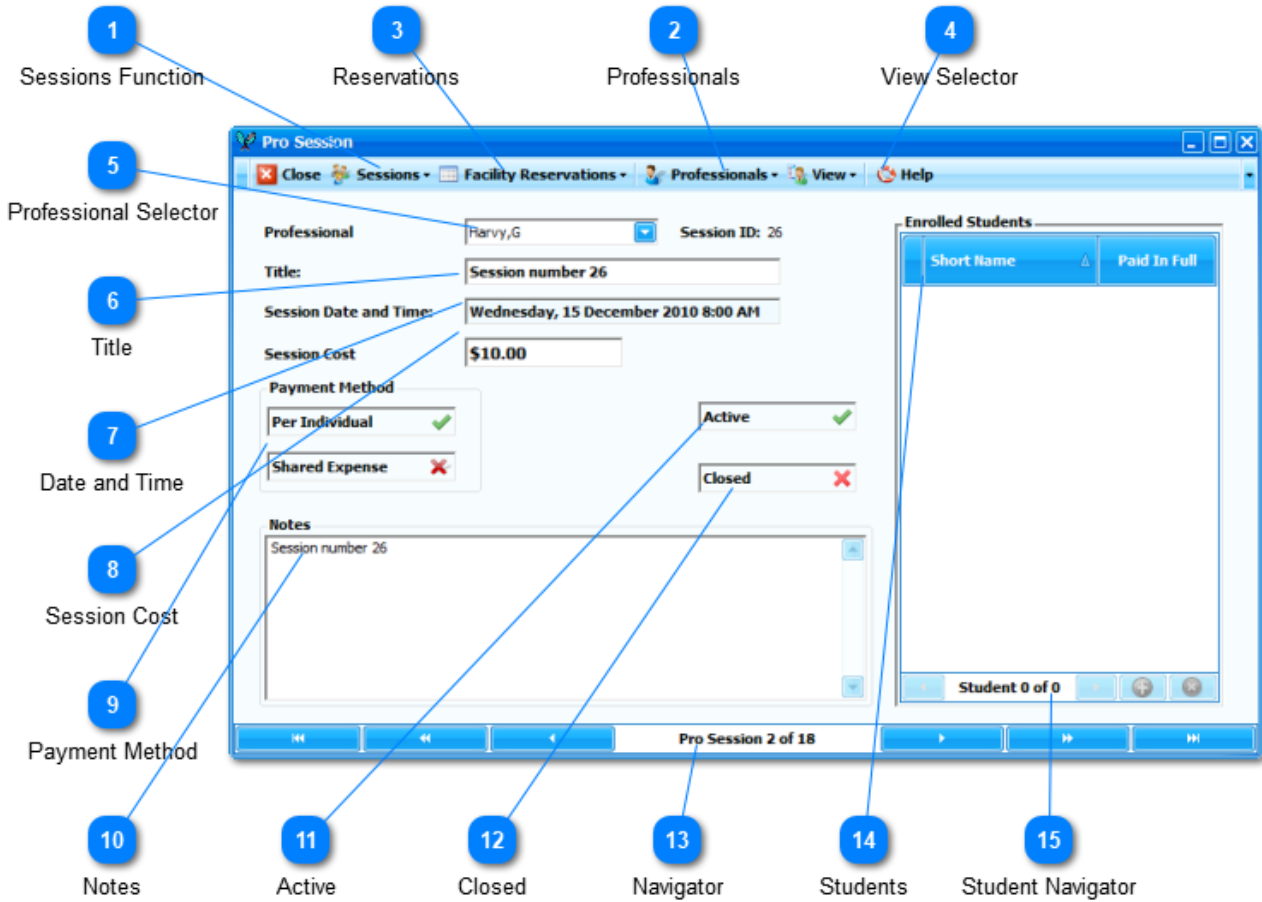 1 3 2 4
Sessions Function Reservations Professionals View Selector
Pro Session
Close Sessions Facility Reservations Professionals View Help
5
Professional Selector
Professional Harvy,G Session ID: 26
Enrolled Students
Short Name Paid In Full
Title: Session number 26
6
Title
Session Date and Time: Wednesday, 15 December 2010 8:00 AM
Session Cost $10.00
Payment Method
Per Individual
Active
7
Date and Time
Shared Expense
Closed
Notes
Session number 26
8
Session Cost
9
Payment Method
Student 0 of 0
Pro Session 2 of 18
10 11 12 13 14 15
Notes Active Closed Navigator Students Student Navigator